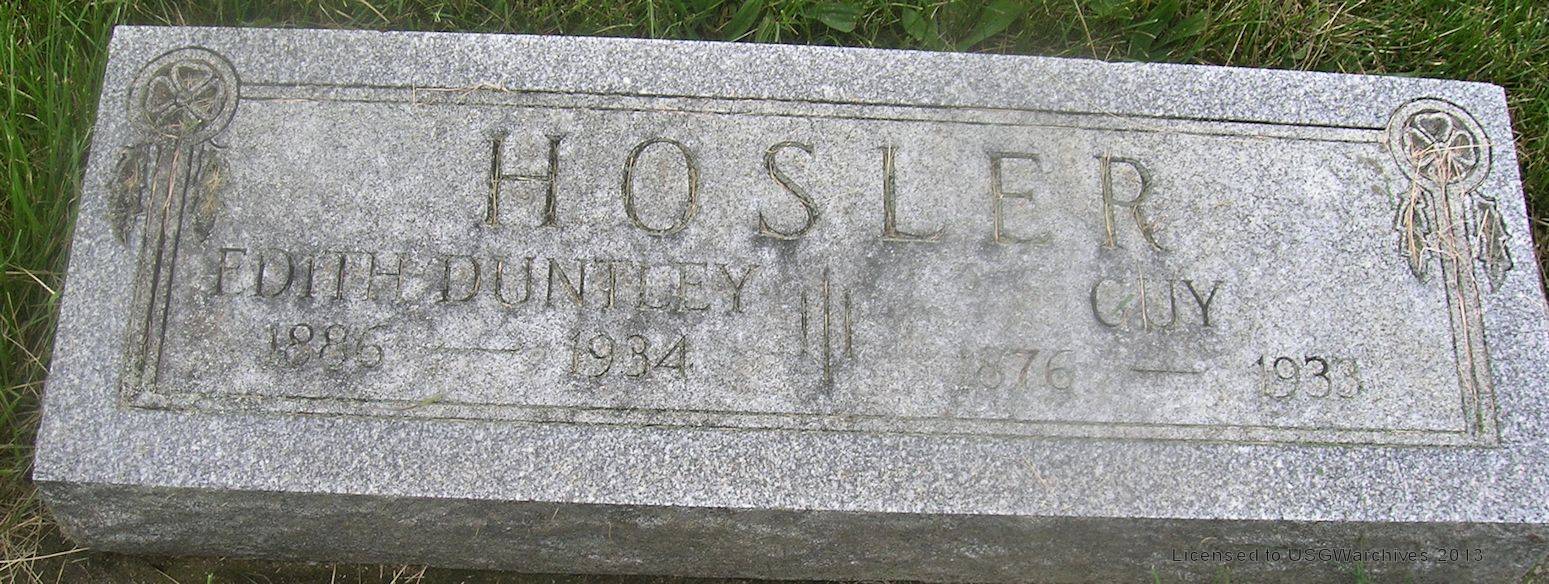 HOSLER
EDITH DUNTLEY
1886 — 1934
GUY
1876 — 1933
Licensed to USGWarchives 2013